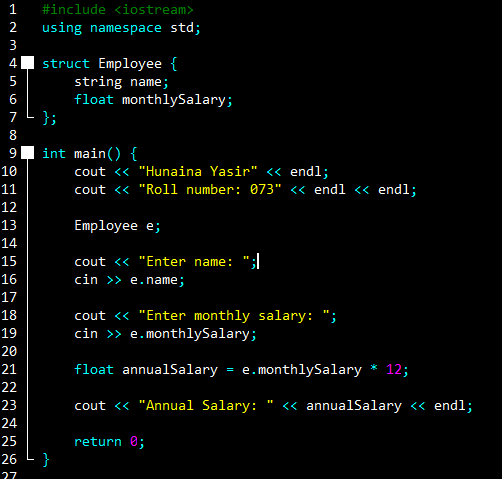 1 #include <iostream>
2 using namespace std;
3
4 struct Employee {
5 string name;
6 float monthlySalary;
7 };
8
9 int main() {
10 cout << "Hunaina Yasir" << endl;
11 cout << "Roll number: 073" << endl << endl;
12
13 Employee e;
14
15 cout << "Enter name: ";
16 cin >> e.name;
17
18 cout << "Enter monthly salary: ";
19 cin >> e.monthlySalary;
20
21 float annualSalary = e.monthlySalary * 12;
22
23 cout << "Annual Salary: " << annualSalary << endl;
24
25 return 0;
26 }
27